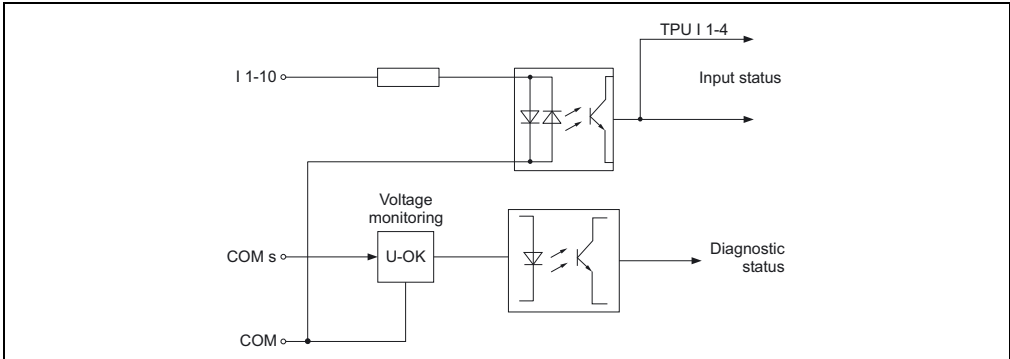 TPU I 1-4
I 1-10
Input status
Voltage
monitoring
COM s
U-OK
Diagnostic
status
COM